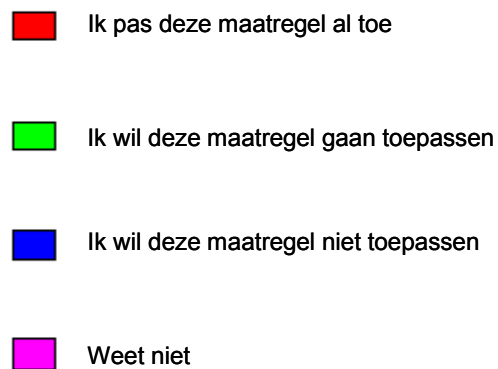 Ik pas deze maatregel al toe
Ik wil deze maatregel gaan toepassen
Ik wil deze maatregel niet toepassen
Weet niet